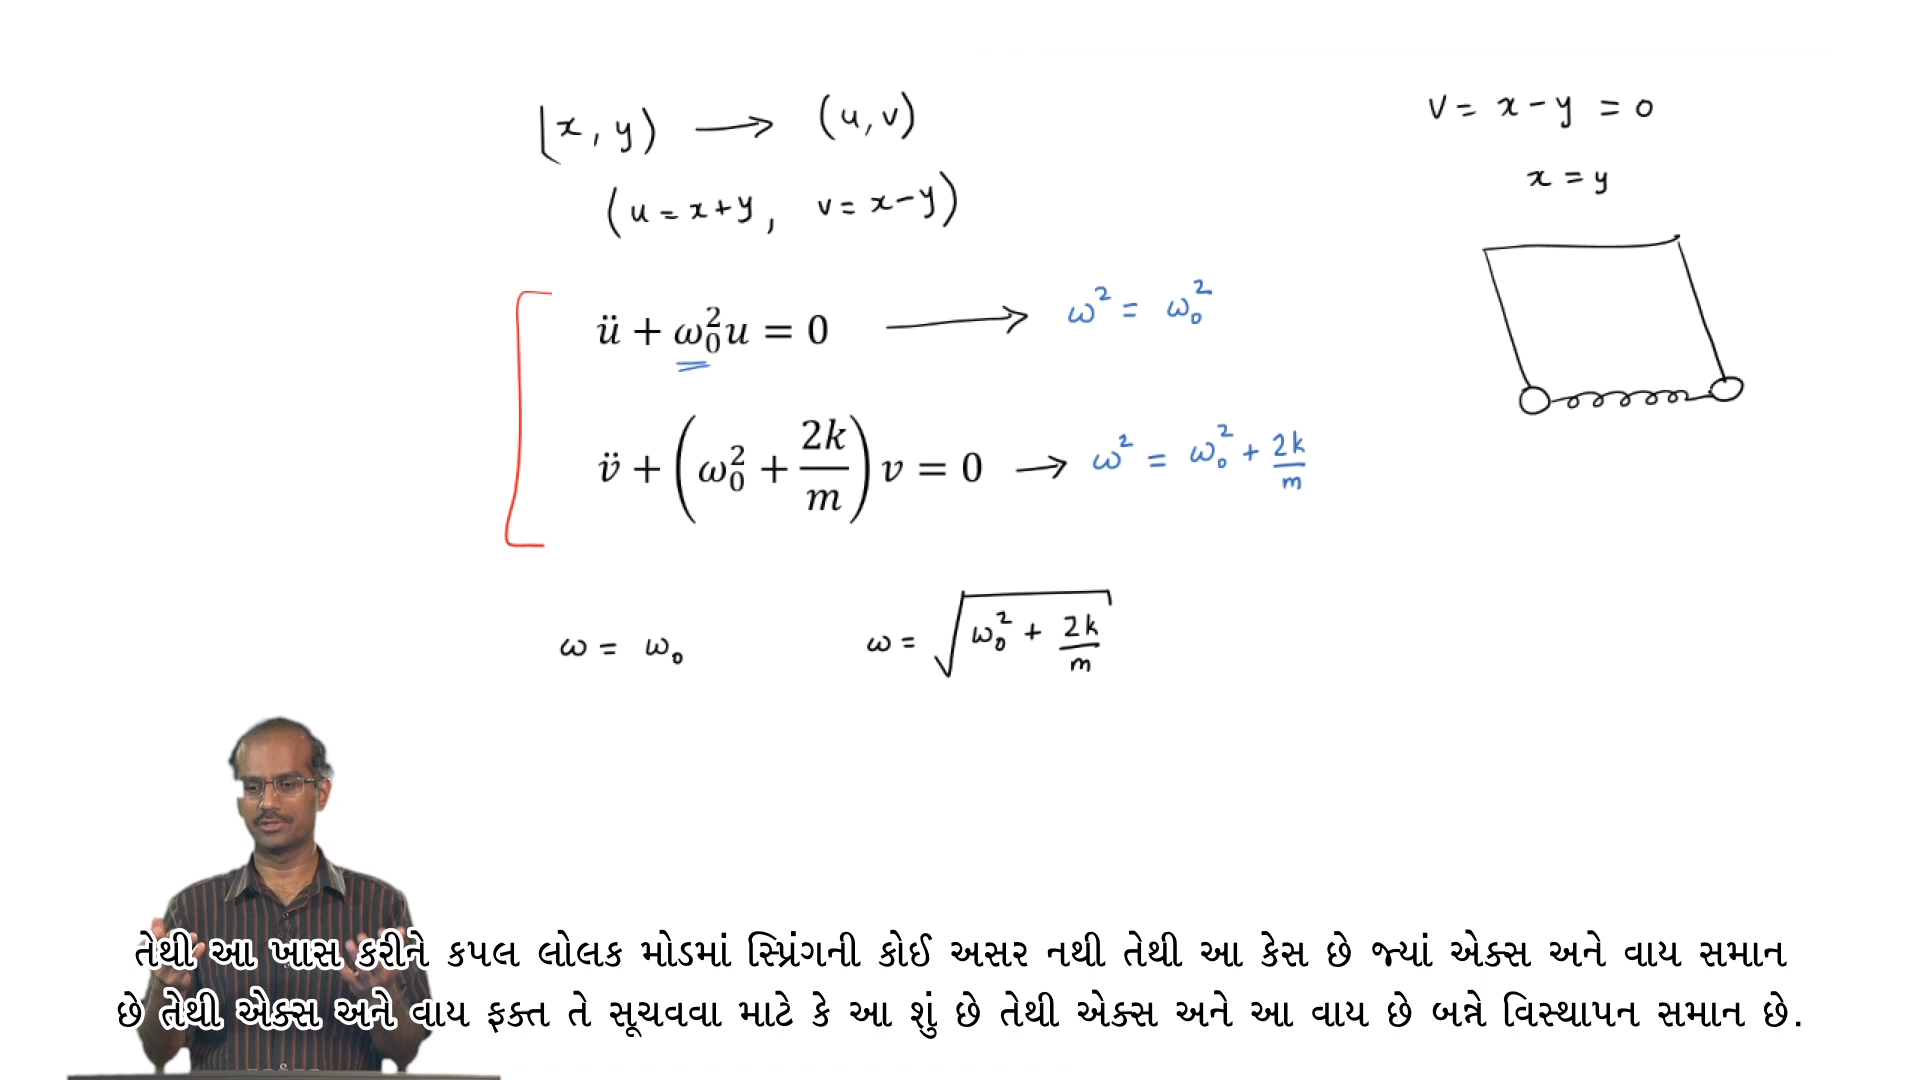 (x, y) ⟶ (u, v)
(u = x+y, v = x-y)
ü + ω₀²u = 0 ⟶ ω² = ω₀²
v̈ + (ω₀² + 2k/m) v = 0 → ω² = ω₀² + 2k/m
ω = ω₀ ω = √(ω₀² + 2k/m)
v = x - y = 0
x = y
તેથી આ ખાસ કરીને કપલ લોલક મોડમાં સ્પ્રિંગની કોઈ અસર નથી તેથી આ કેસ છે જ્યાં એક્સ અને વાય સમાન
છે તેથી એક્સ અને વાય ફક્ત તે સૂચવવા માટે કે આ શું છે તેથી એક્સ અને આ વાય છે બન્ને વિસ્થાપન સમાન છે.